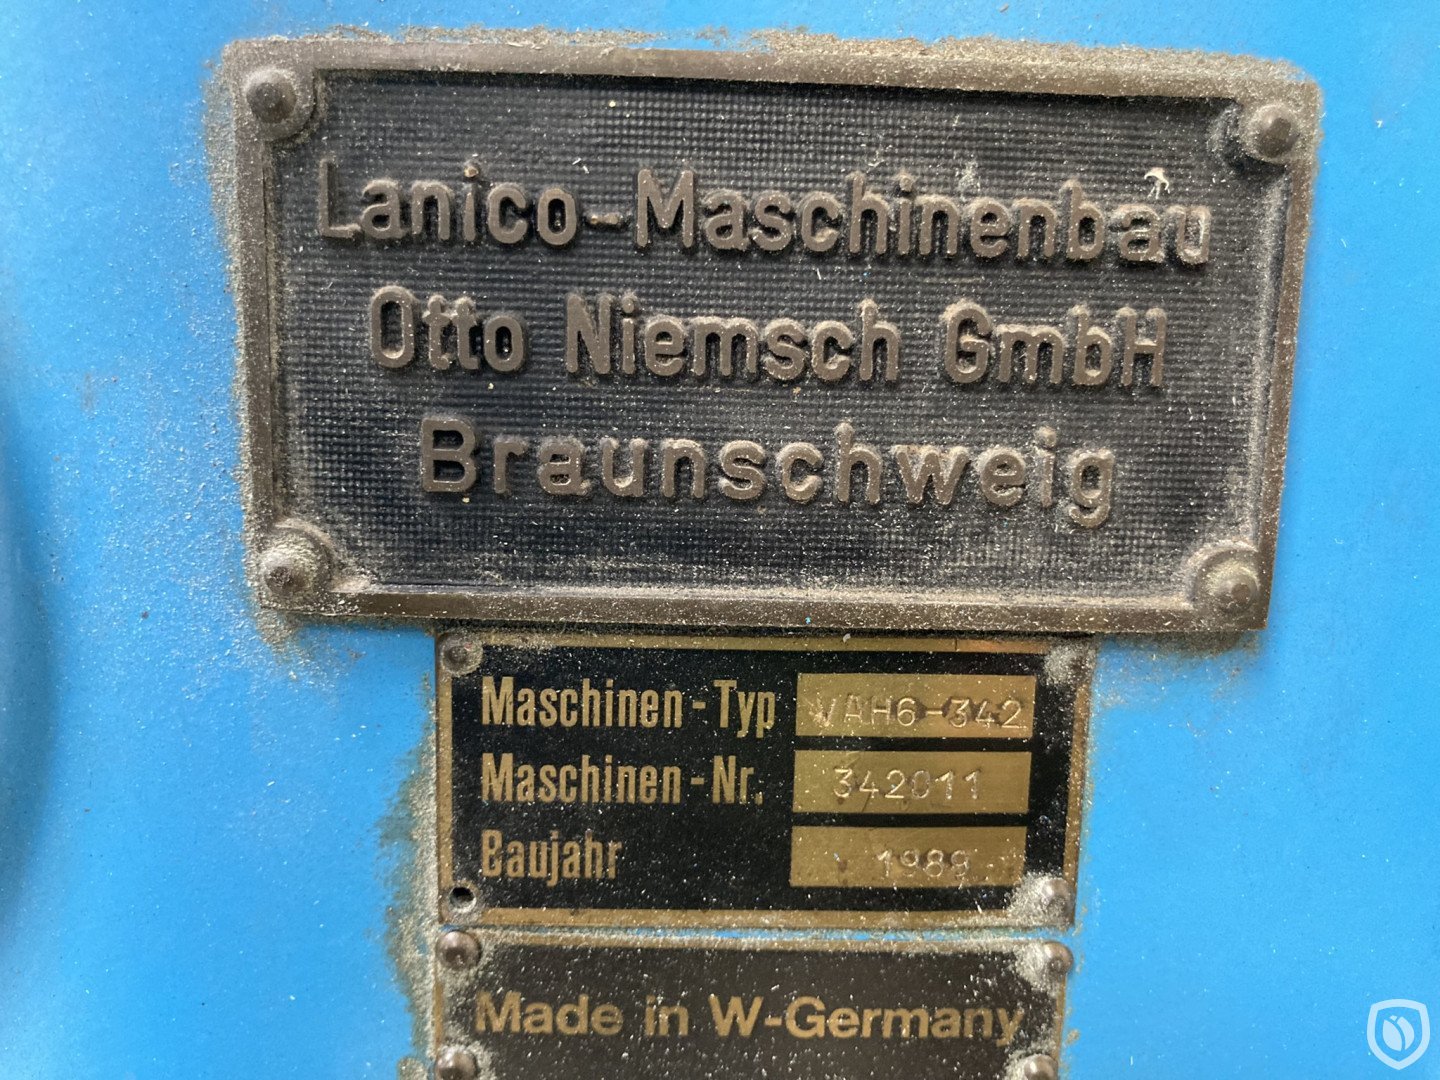 Lanico-Maschinenbau
Otto Niemsch GmbH
Braunschweig
Maschinen-Typ VAH6-342
Maschinen-Nr. 342011
Baujahr 1989
Made in W-Germany